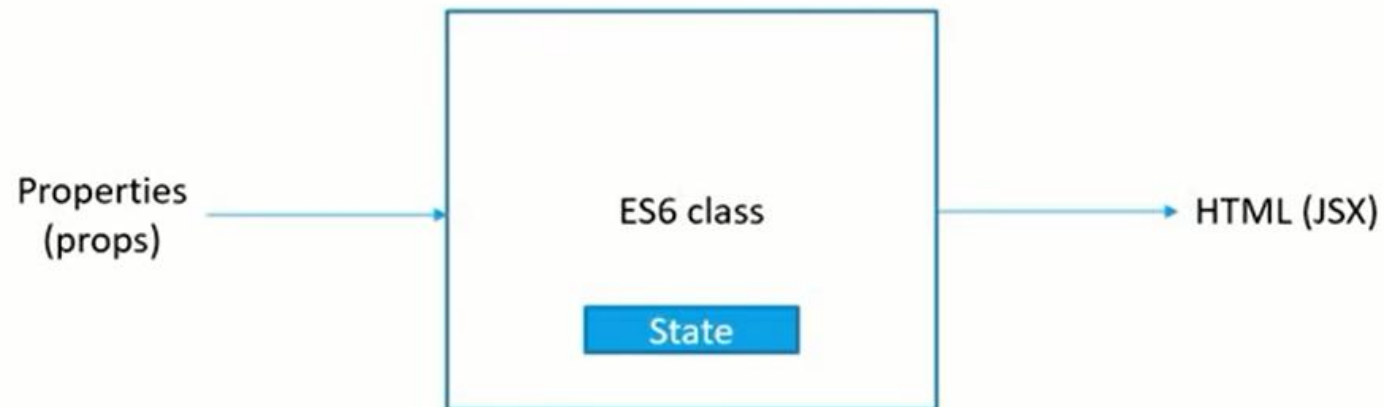 Properties
(props)
ES6 class
State
HTML (JSX)